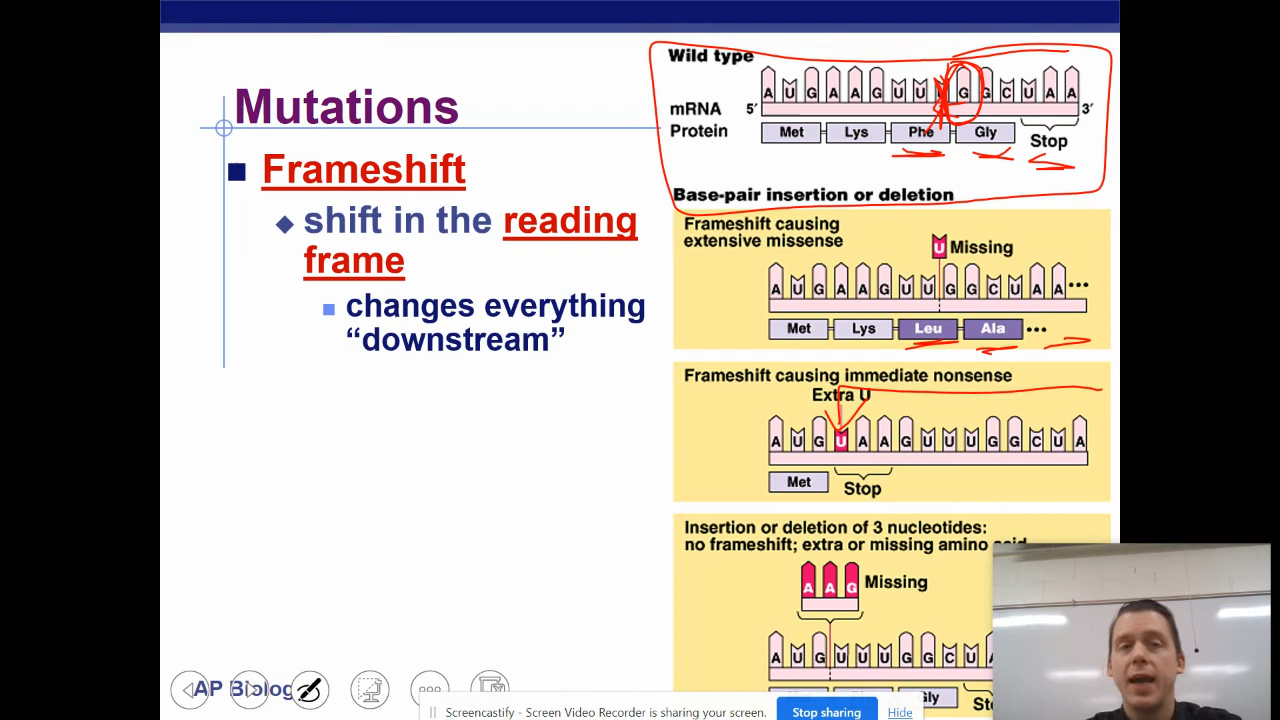 Mutations
Frameshift
shift in the reading
frame
changes everything
“downstream”
Wild type
A U G A A G U U U G G C U A A
mRNA 5′ 3′
Protein Met Lys Phe Gly
Stop
Base-pair insertion or deletion
Frameshift causing
extensive missense
U Missing
A U G A A G U U G G C U A A •••
Met Lys Leu Ala •••
Frameshift causing immediate nonsense
Extra U
A U G U A A G U U U G G C U A
Met Stop
Insertion or deletion of 3 nucleotides:
no frameshift; extra or missing amino acid
A A G Missing
A U G U U U G G C U A
Gly
AP Biolog
Screencastify - Screen Video Recorder is sharing your screen. Stop sharing Hide